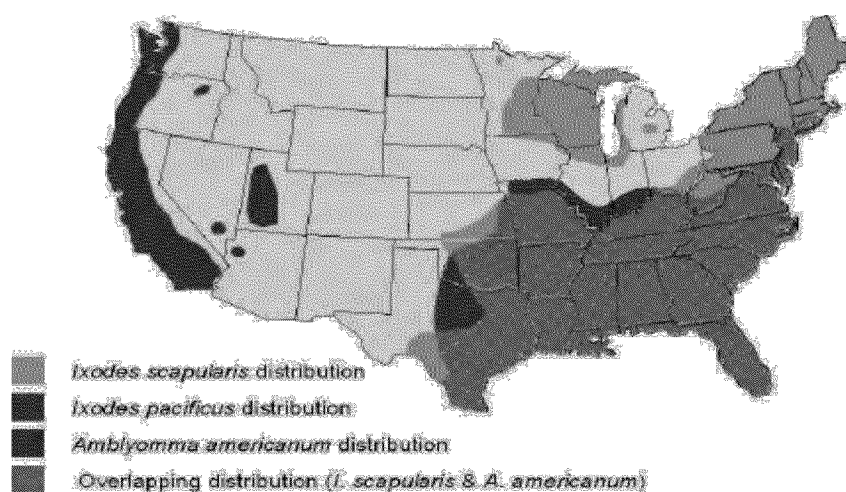 Ixodes scapularis distribution
Ixodes pacificus distribution
Amblyomma americanum distribution
Overlapping distribution (I. scapularis & A. americanum)